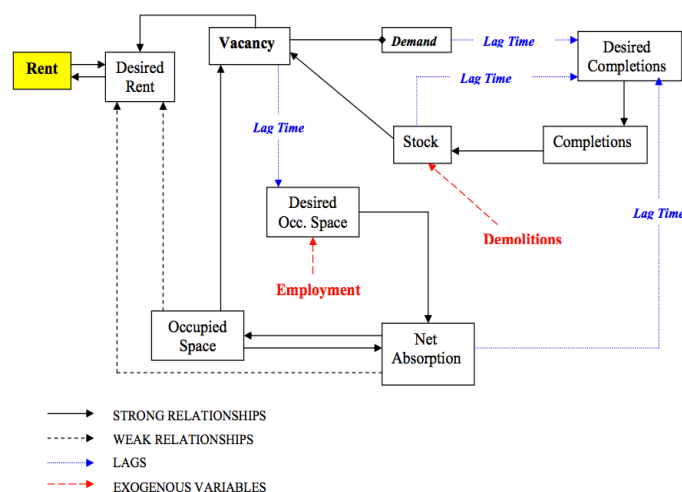 Vacancy
Demand
Lag Time
Desired
Completions
Rent
Desired
Rent
Lag Time
Lag Time
Stock
Completions
Desired
Occ. Space
Lag Time
Demolitions
Employment
Occupied
Space
Net
Absorption
STRONG RELATIONSHIPS
WEAK RELATIONSHIPS
LAGS
EXOGENOUS VARIABLES